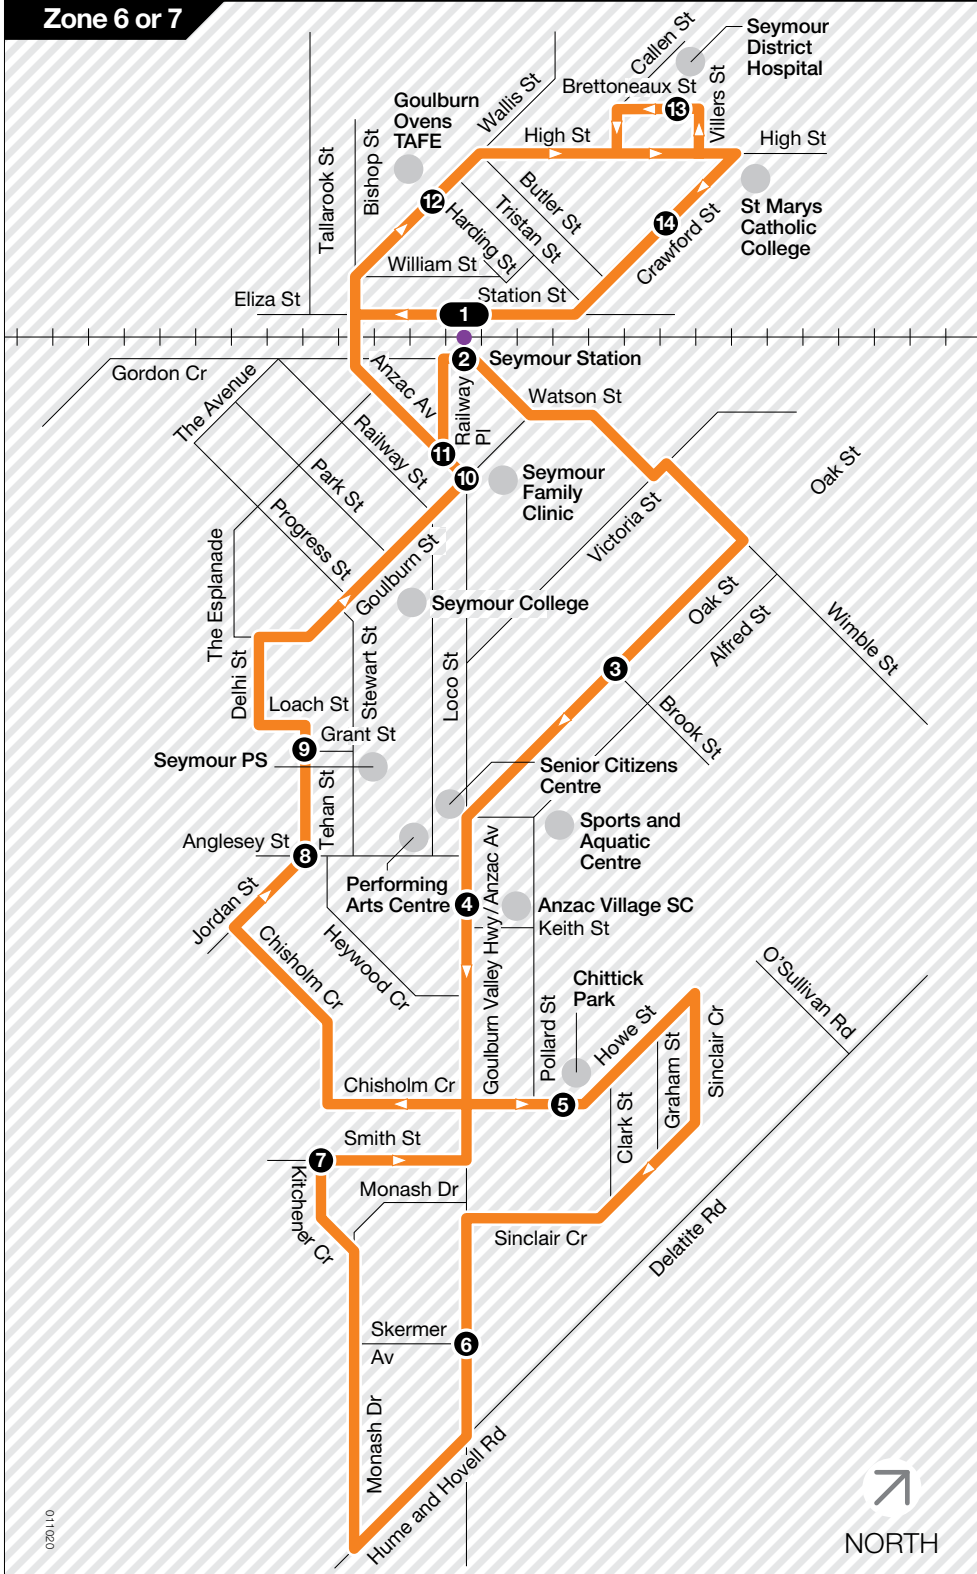 Zone 6 or 7
Seymour
District
Hospital
Callen St
Brettoneaux St
Villers St
13
Wallis St
Goulburn
Ovens
TAFE
High St
High St
Tallarook St
Bishop St
12
Butler St
Tristan St
Harding St
14
Crawford St
St Marys
Catholic
College
William St
Eliza St
Station St
1
2
Seymour Station
Gordon Cr
The Avenue
Anzac Av
Railway
Pl
Watson St
Railway St
11
10
Seymour
Family
Clinic
Oak St
Park St
Progress St
Victoria St
The Esplanade
Goulburn St
Seymour College
Oak St
Alfred St
Wimble St
Delhi St
Stewart St
Loco St
3
Brook St
Loach St
Grant St
9
Seymour PS
Senior Citizens
Centre
Tehan St
Sports and
Aquatic
Centre
Anglesey St
8
Performing
Arts Centre
4
Goulburn Valley Hwy/Anzac Av
Anzac Village SC
Keith St
Jordan St
Chisholm Cr
Heywood Cr
Chittick
Park
O’Sullivan Rd
Pollard St
Howe St
Graham St
Sinclair Cr
Chisholm Cr
5
Clark St
Smith St
7
Kitchener Cr
Monash Dr
Sinclair Cr
Delatite Rd
Skermer
Av
6
Monash Dr
Hume and Hovell Rd
011020
NORTH